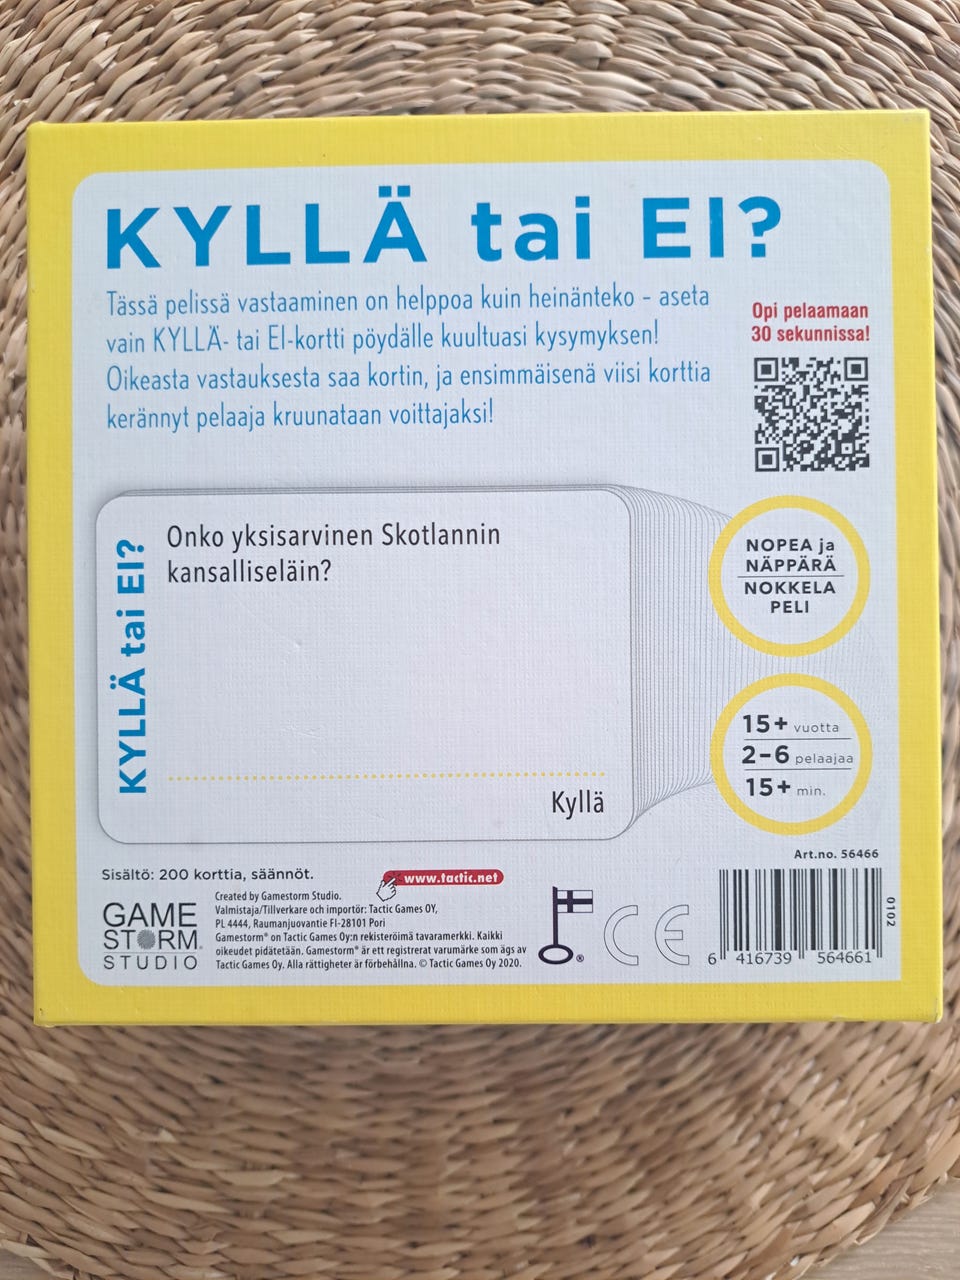 KYLLÄ tai EI?
Tässä pelissä vastaaminen on helppoa kuin heinänteko – aseta
vain KYLLÄ- tai EI-kortti pöydälle kuultuasi kysymyksen!
Oikeasta vastauksesta saa kortin, ja ensimmäisenä viisi korttia
kerännyt pelaaja kruunataan voittajaksi!
Opi pelaamaan
30 sekunnissa!
KYLLÄ tai EI?
Onko yksisarvinen Skotlannin
kansalliseläin?
Kyllä
NOPEA ja
NÄPPÄRÄ
NOKKELA
PELI
15+ vuotta
2–6 pelaajaa
15+ min.
Art.no. 56466
Sisältö: 200 korttia, säännöt.
www.tactic.net
GAME
STORM®
STUDIO
Created by Gamestorm Studio.
Valmistaja/Tillverkare och importör: Tactic Games OY,
PL 4444, Raumanjuovantie FI-28101 Pori
Gamestorm® on Tactic Games Oy:n rekisteröimä tavaramerkki. Kaikki
oikeudet pidätetään. Gamestorm® är ett registrerat varumärke som ägs av
Tactic Games Oy. Alla rättigheter är förbehållna. © Tactic Games Oy 2020.
®
CE
0102
6 416739 564661